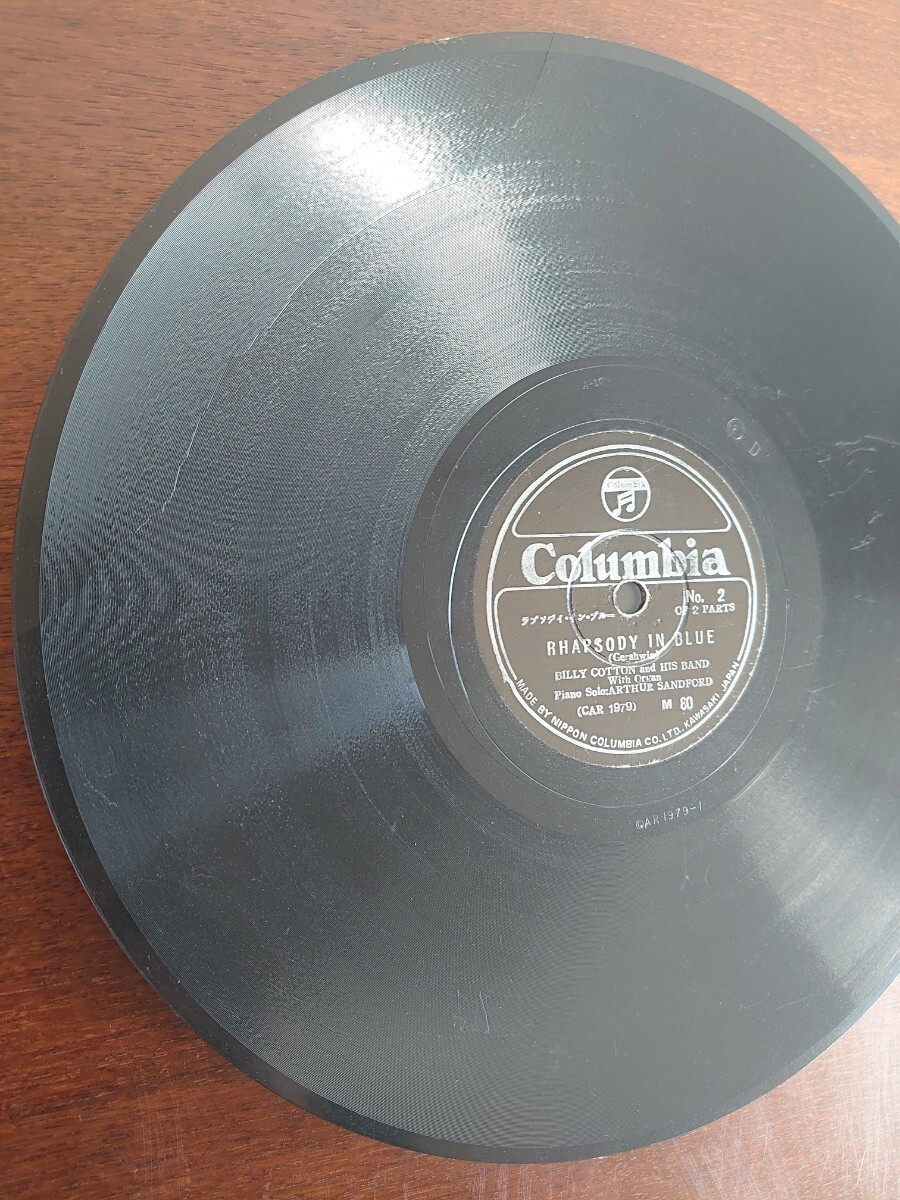 Columbia
Columbia
No. 2
OF 2 PARTS
ラプソディ・イン・ブルー
RHAPSODY IN BLUE
(Gershwin)
BILLY COTTON and HIS BAND
With Organ
Piano Solo:ARTHUR SANDFORD
(CAR 1979) M 80
MADE BY NIPPON COLUMBIA CO. LTD. KAWASAKI JAPAN
D
CAR 1979-1